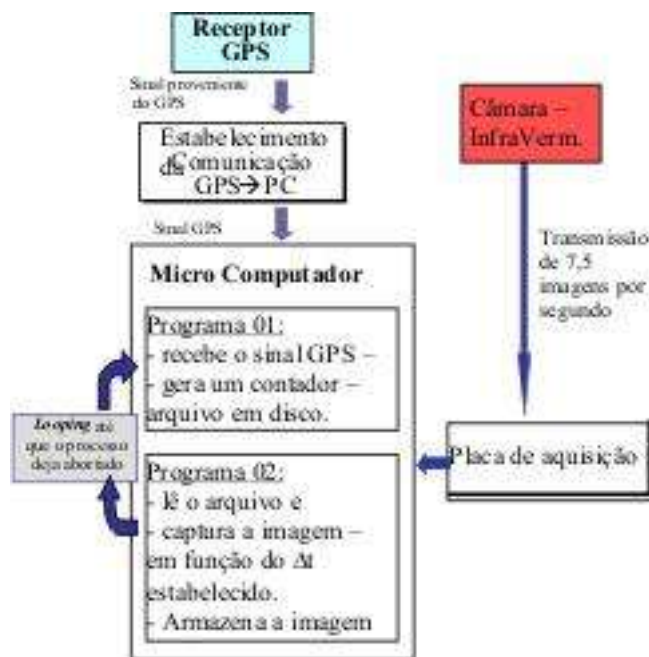 Receptor
GPS
Sinal proveniente
do GPS
Estabelecimento
da Comunicação
GPS→PC
Sinal GPS
Câmara –
InfraVerm.
Transmissão
de 7,5
imagens por
segundo
Placa de aquisição
Micro Computador
Programa 01:
- recebe o sinal GPS –
- gera um contador –
arquivo em disco.
Looping até
que o processo
deja abortado
Programa 02:
- lê o arquivo e
- captura a imagem –
em função do Δt
estabelecido.
- Armazena a imagem